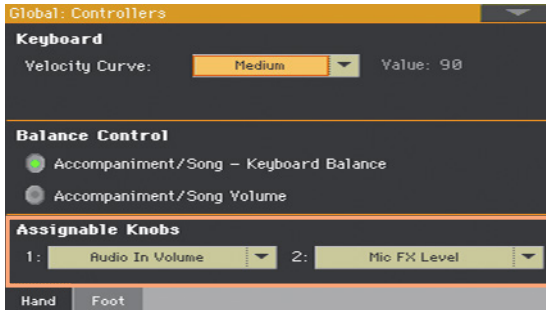 Global: Controllers
Keyboard
Velocity Curve: Medium Value: 90
Balance Control
Accompaniment/Song - Keyboard Balance
Accompaniment/Song Volume
Assignable Knobs
1: Audio In Volume 2: Mic FX Level
Hand Foot